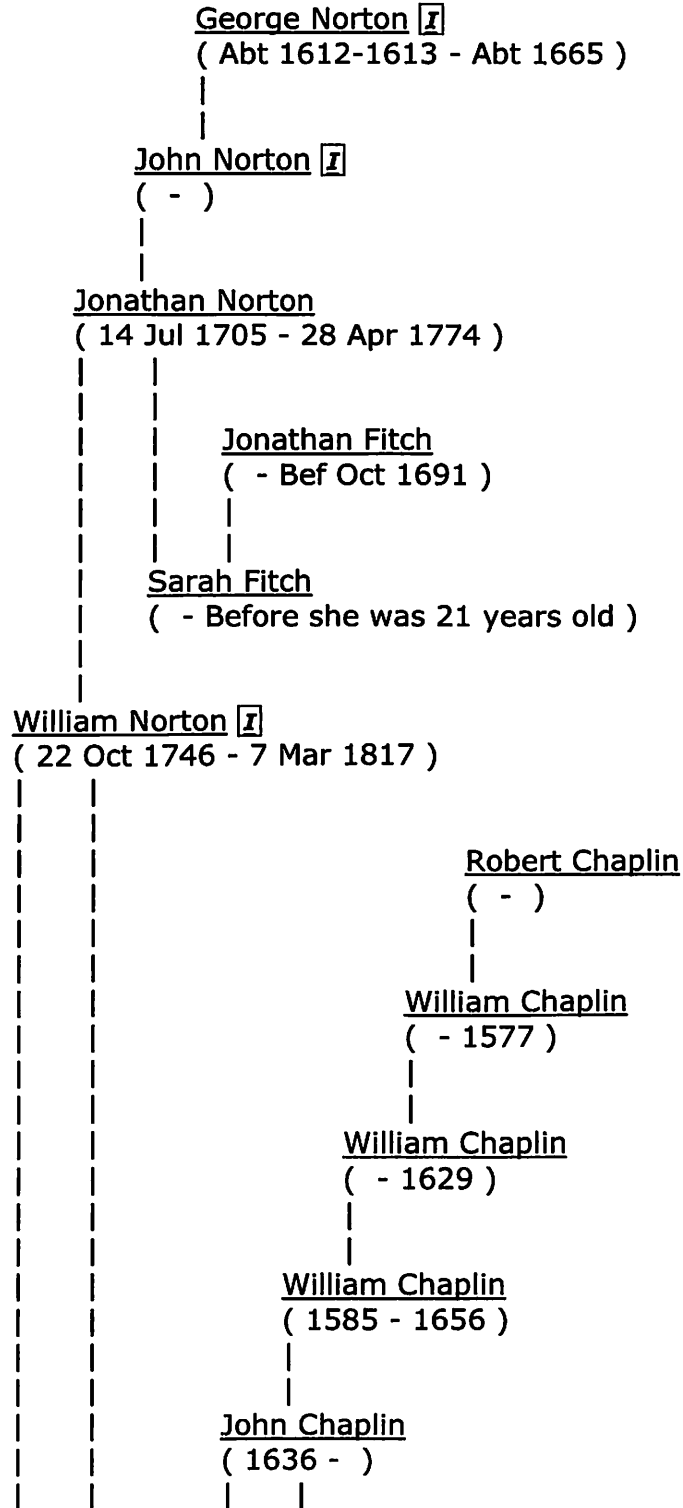 George Norton I
( Abt 1612-1613 - Abt 1665 )
John Norton I
( - )
Jonathan Norton
( 14 Jul 1705 - 28 Apr 1774 )
Jonathan Fitch
( - Bef Oct 1691 )
Sarah Fitch
( - Before she was 21 years old )
William Norton I
( 22 Oct 1746 - 7 Mar 1817 )
Robert Chaplin
( - )
William Chaplin
( - 1577 )
William Chaplin
( - 1629 )
William Chaplin
( 1585 - 1656 )
John Chaplin
( 1636 - )